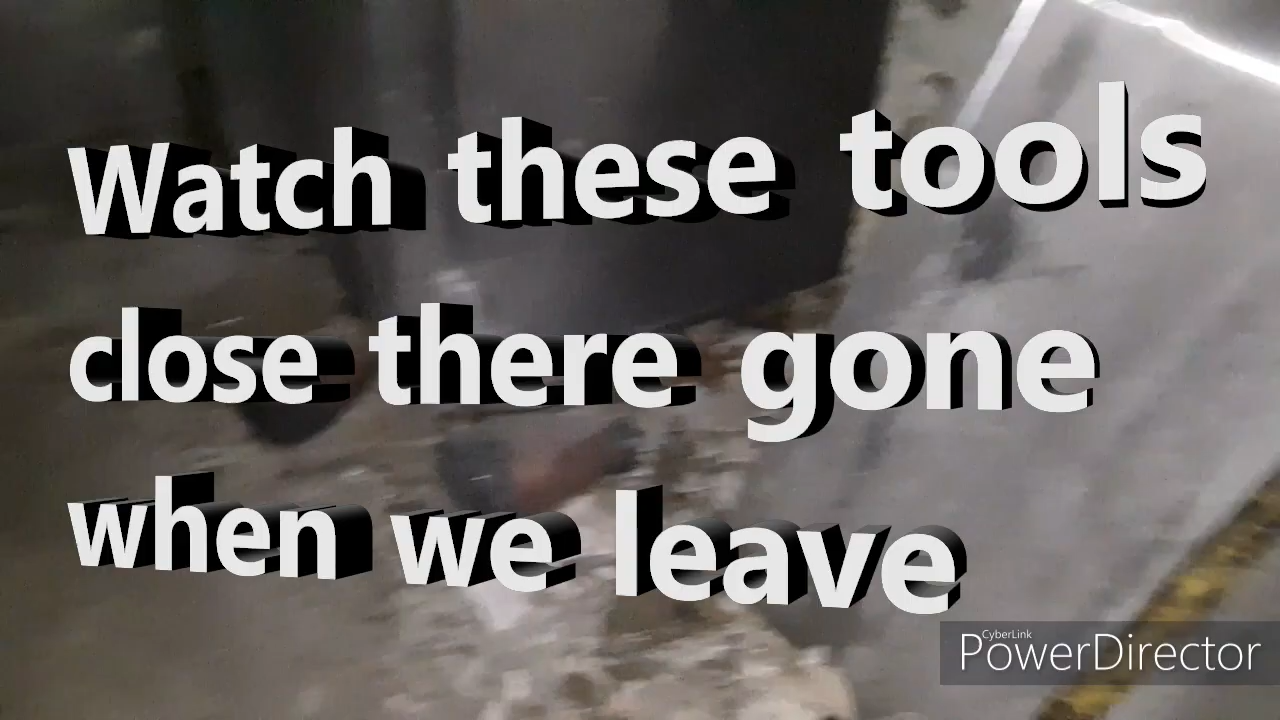 Watch these tools
close there gone
when we leave
CyberLink
PowerDirector